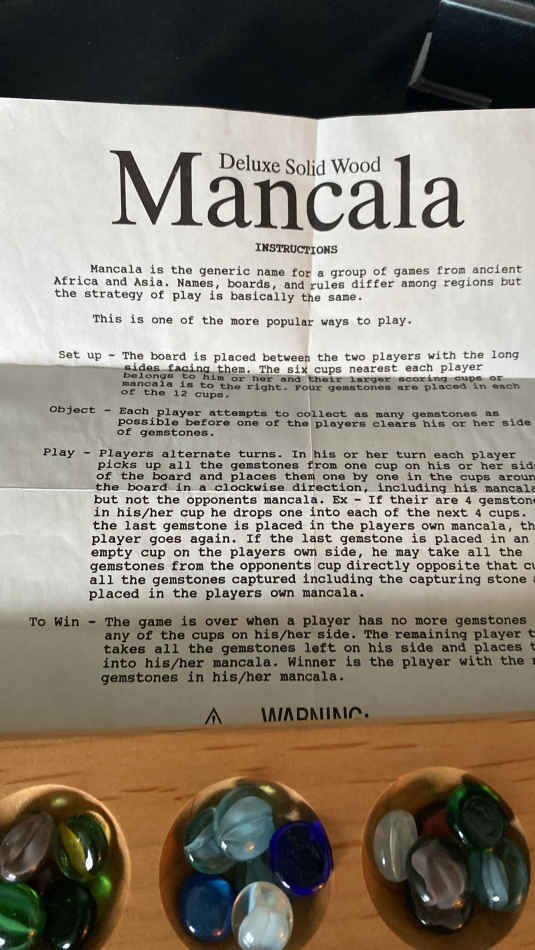 Deluxe Solid Wood
Mancala
INSTRUCTIONS
Mancala is the generic name for a group of games from ancient
Africa and Asia. Names, boards, and rules differ among regions but
the strategy of play is basically the same.
This is one of the more popular ways to play.
Set up - The board is placed between the two players with the long
sides facing them. The six cups nearest each player
belongs to him or her and their larger scoring cups or
mancala is to the right. Four gemstones are placed in each
of the 12 cups.
Object - Each player attempts to collect as many gemstones as
possible before one of the players clears his or her side
of gemstones.
Play - Players alternate turns. In his or her turn each player
picks up all the gemstones from one cup on his or her
of the board and places them one by one in the cups
the board in a clockwise direction, including his mancala
but not the opponents mancala. Ex - If their are 4
in his/her cup he drops one into each of the next 4 cups.
the last gemstone is placed in the players own mancala,
player goes again. If the last gemstone is placed in an
empty cup on the players own side, he may take all the
gemstones from the opponents cup directly opposite that
all the gemstones captured including the capturing stone
placed in the players own mancala.
To Win - The game is over when a player has no more gemstones
any of the cups on his/her side. The remaining player
takes all the gemstones left on his side and places
into his/her mancala. Winner is the player with the
gemstones in his/her mancala.
WARNING: